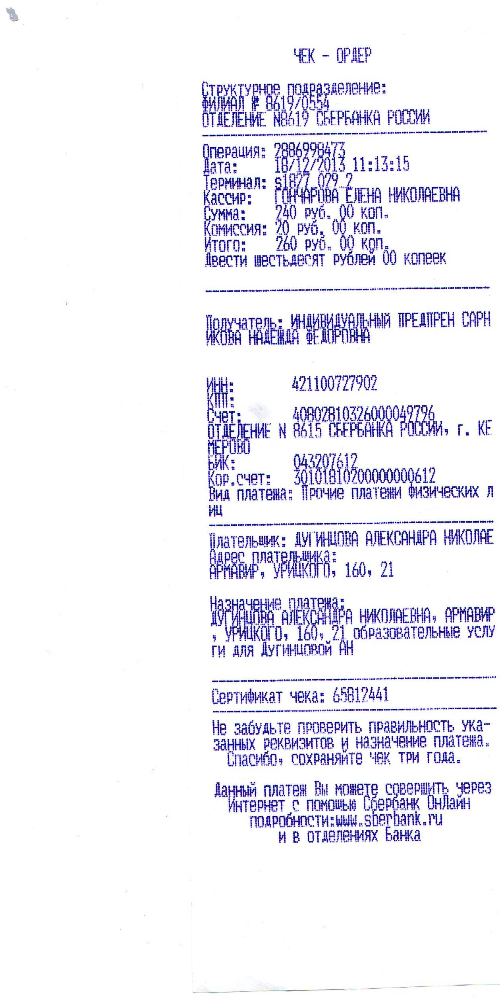 ЧЕК - ОРДЕР
Структурное подразделение:
ФИЛИАЛ № 8619/0554
ОТДЕЛЕНИЕ N8619 СБЕРБАНКА РОССИИ
Операция: 2886998473
Дата: 18/12/2013 11:13:15
Терминал: s1827_029_2
Кассир: ГОНЧАРОВА ЕЛЕНА НИКОЛАЕВНА
Сумма: 240 руб. 00 коп.
Комиссия: 20 руб. 00 коп.
Итого: 260 руб. 00 коп.
Двести шестьдесят рублей 00 копеек
Получатель: ИНДИВИДУАЛЬНЫЙ ПРЕДПРЕН САРН
ИКОВА НАДЕЖДА ФЕДОРОВНА
ИНН: 421100727902
КПП:
Счет: 40802810326000049796
ОТДЕЛЕНИЕ N 8615 СБЕРБАНКА РОССИИ, г. КЕ
МЕРОВО
БИК: 043207612
Кор.счет: 30101810200000000612
Вид платежа: Прочие платежи физических л
иц
Плательщик: ДУГИНЦОВА АЛЕКСАНДРА НИКОЛАЕ
Адрес плательщика:
АРМАВИР, УРИЦКОГО, 160, 21
Назначение платежа:
ДУГИНЦОВА АЛЕКСАНДРА НИКОЛАЕВНА, АРМАВИР
, УРИЦКОГО, 160, 21 образовательные услу
ги для Дугинцовой АН
Сертификат чека: 65812441
Не забудьте проверить правильность ука-
занных реквизитов и назначение платежа.
Спасибо, сохраняйте чек три года.
Данный платеж Вы можете совершить через
Интернет с помощью Сбербанк ОнЛайн
подробности:www.sberbank.ru
и в отделениях Банка